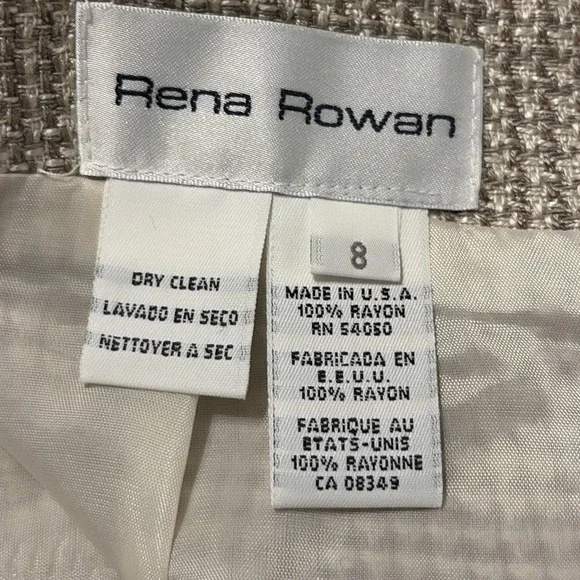 Rena Rowan
DRY CLEAN
LAVADO EN SEÇO
NETTOYER A SEC
8
MADE IN U.S.A.
100% RAYON
RN 54050
FABRICADA EN
E.E.U.U.
100% RAYON
FABRIQUE AU
ETATS-UNIS
100% RAYONNE
CA 08349